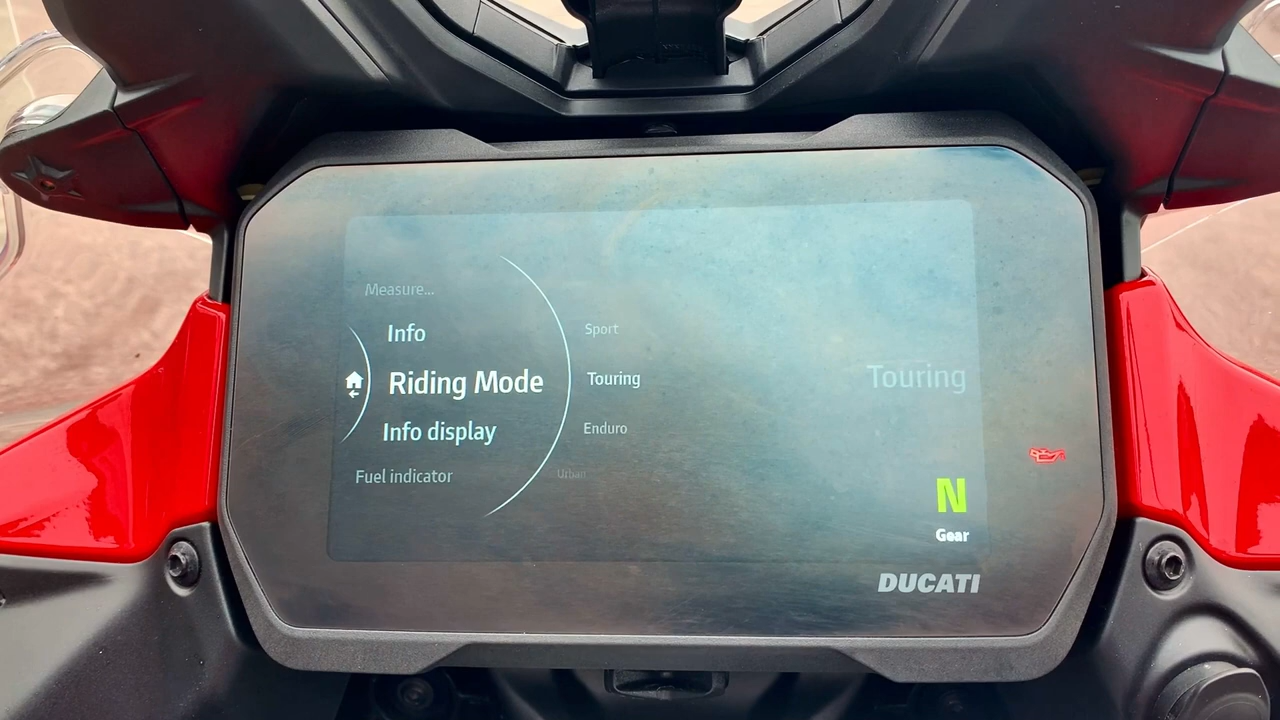 Measure...
Info
Riding Mode
Info display
Fuel indicator
Sport
Touring
Enduro
Urban
Touring
N
Gear
DUCATI